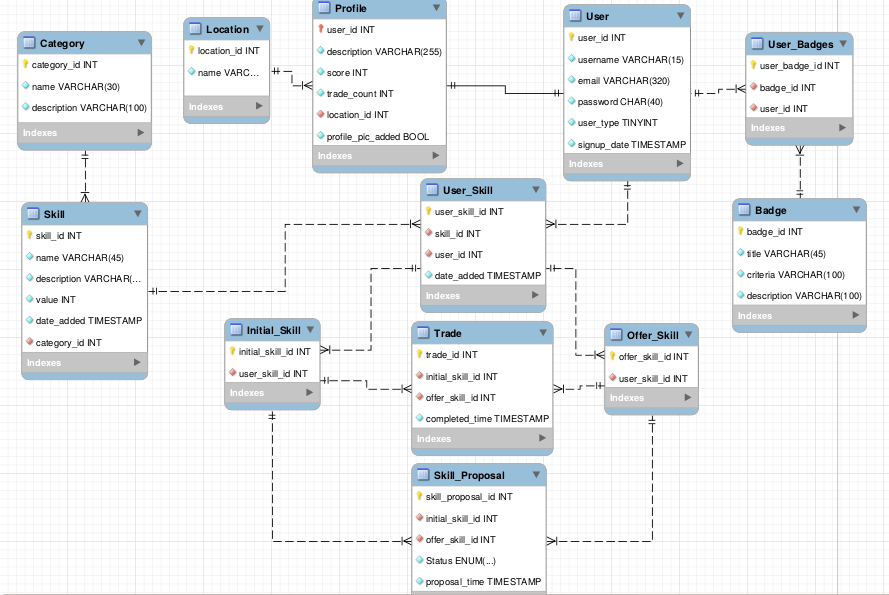 Category
category_id INT
name VARCHAR(30)
description VARCHAR(100)
Indexes
Location
location_id INT
name VARC...
Indexes
Profile
user_id INT
description VARCHAR(255)
score INT
trade_count INT
location_id INT
profile_pic_added BOOL
Indexes
User
user_id INT
username VARCHAR(15)
email VARCHAR(320)
password CHAR(40)
user_type TINYINT
signup_date TIMESTAMP
Indexes
User_Badges
user_badge_id INT
badge_id INT
user_id INT
Indexes
Skill
skill_id INT
name VARCHAR(45)
description VARCHAR(...
value INT
date_added TIMESTAMP
category_id INT
Indexes
User_Skill
user_skill_id INT
skill_id INT
user_id INT
date_added TIMESTAMP
Indexes
Badge
badge_id INT
title VARCHAR(45)
criteria VARCHAR(100)
description VARCHAR(100)
Indexes
Initial_Skill
initial_skill_id INT
user_skill_id INT
Indexes
Trade
trade_id INT
initial_skill_id INT
offer_skill_id INT
completed_time TIMESTAMP
Indexes
Offer_Skill
offer_skill_id INT
user_skill_id INT
Indexes
Skill_Proposal
skill_proposal_id INT
initial_skill_id INT
offer_skill_id INT
Status ENUM(...)
proposal_time TIMESTAMP